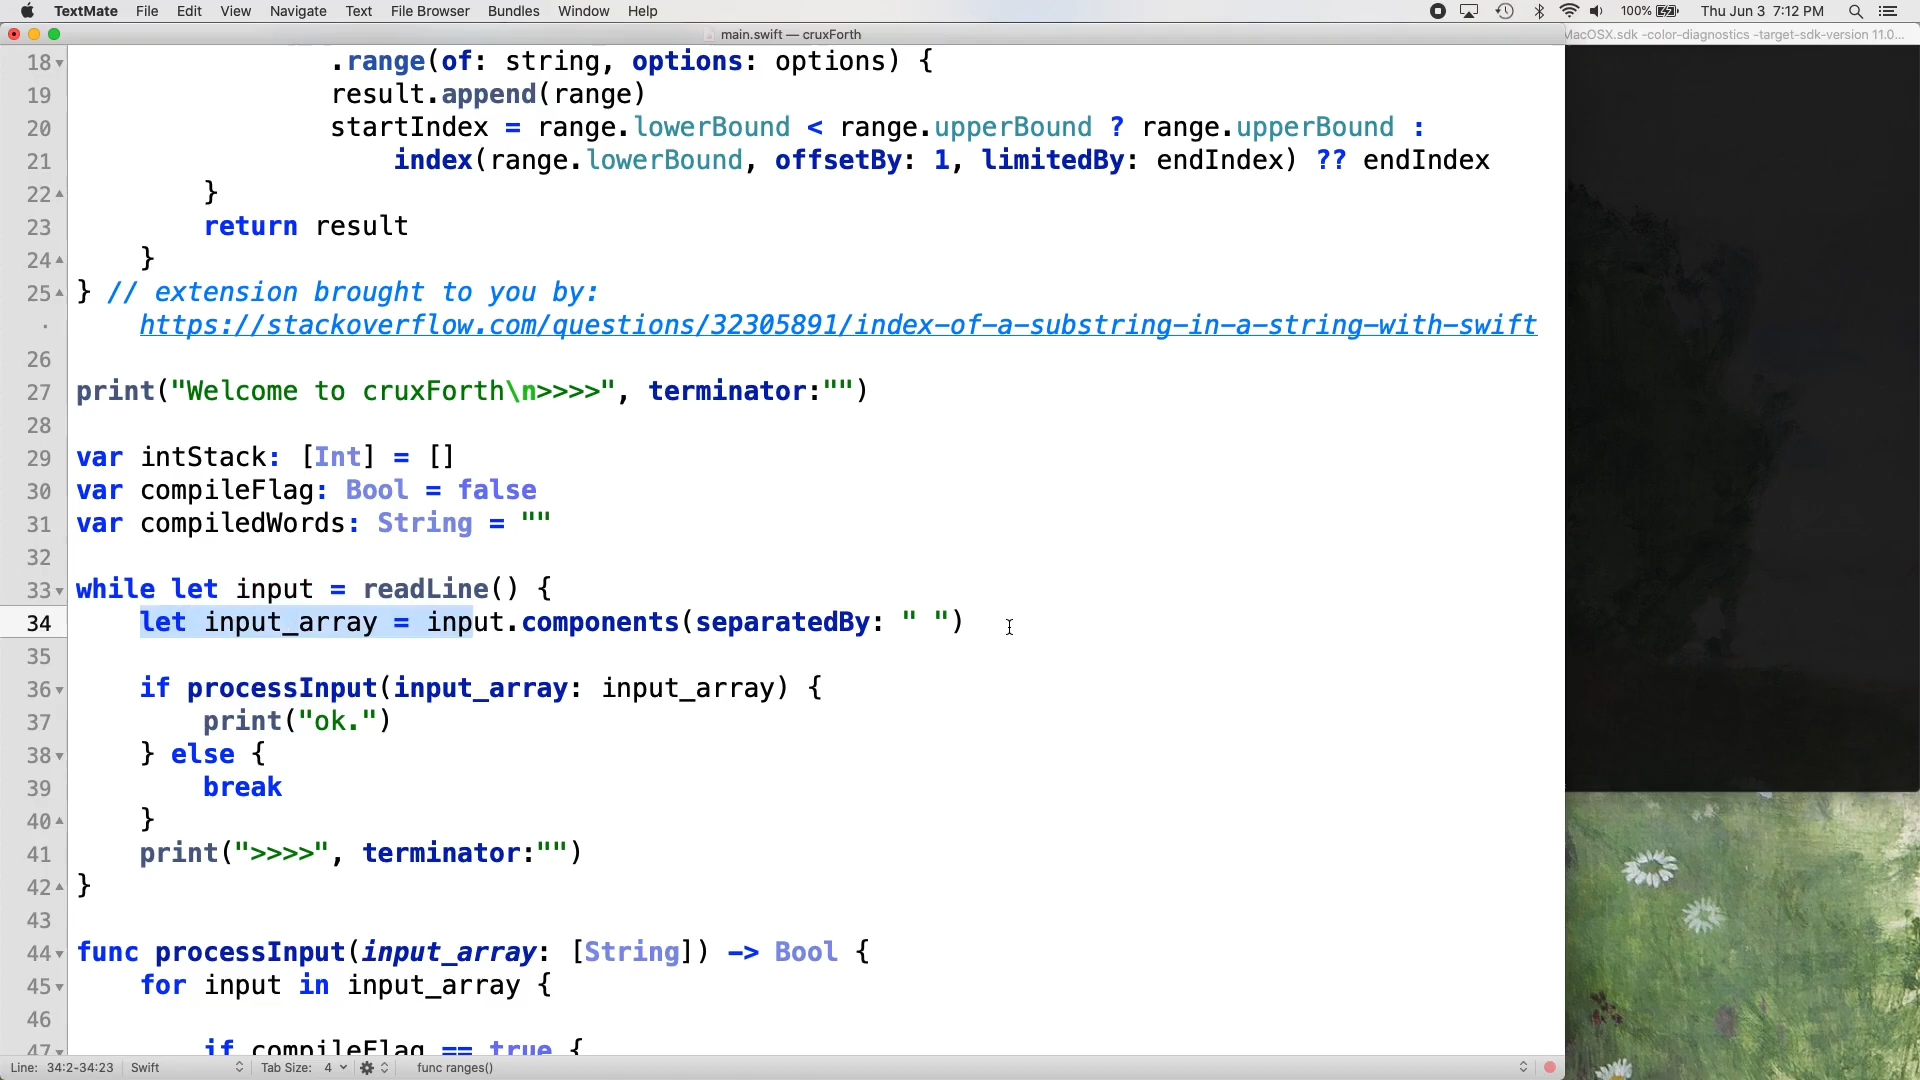 TextMate File Edit View Navigate Text File Browser Bundles Window Help 100% Thu Jun 3 7:12 PM
main.swift — cruxForth
MacOSX.sdk -color-diagnostics -target-sdk-version 11.0...
18 .range(of: string, options: options) {
19 result.append(range)
20 startIndex = range.lowerBound < range.upperBound ? range.upperBound :
21 index(range.lowerBound, offsetBy: 1, limitedBy: endIndex) ?? endIndex
22 }
23 return result
24 }
25 } // extension brought to you by:
https://stackoverflow.com/questions/32305891/index-of-a-substring-in-a-string-with-swift
26
27 print("Welcome to cruxForth\n>>>>", terminator:"")
28
29 var intStack: [Int] = []
30 var compileFlag: Bool = false
31 var compiledWords: String = ""
32
33 while let input = readLine() {
34 let input_array = input.components(separatedBy: " ")
35
36 if processInput(input_array: input_array) {
37 print("ok.")
38 } else {
39 break
40 }
41 print(">>>>", terminator:"")
42 }
43
44 func processInput(input_array: [String]) -> Bool {
45 for input in input_array {
46
47 if compileFlag == true {
Line: 34:2-34:23 Swift Tab Size: 4 func ranges()